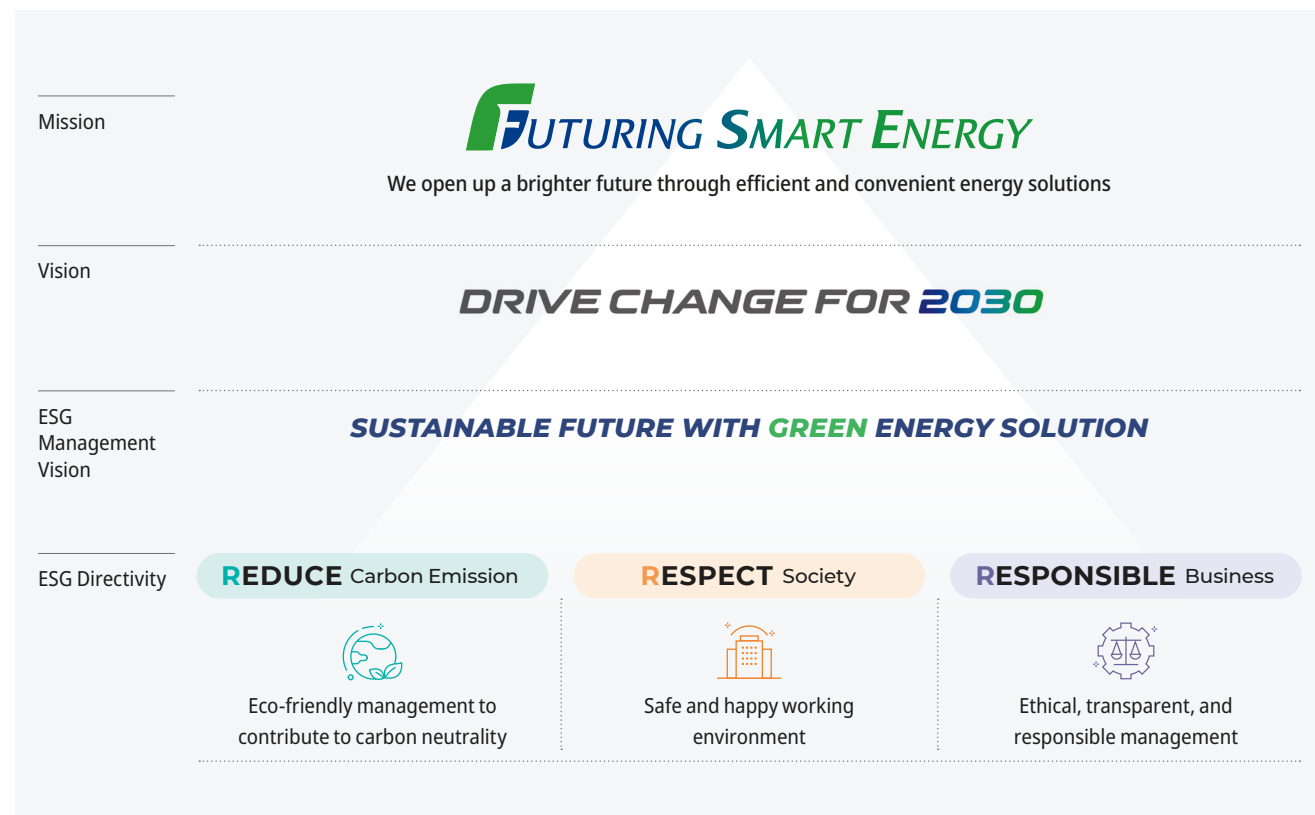 Mission
FUTURING SMART ENERGY
We open up a brighter future through efficient and convenient energy solutions
Vision
DRIVE CHANGE FOR 2030
ESG
Management
Vision
SUSTAINABLE FUTURE WITH GREEN ENERGY SOLUTION
ESG Directivity
REDUCE Carbon Emission
Eco-friendly management to
contribute to carbon neutrality
RESPECT Society
Safe and happy working
environment
RESPONSIBLE Business
Ethical, transparent, and
responsible management